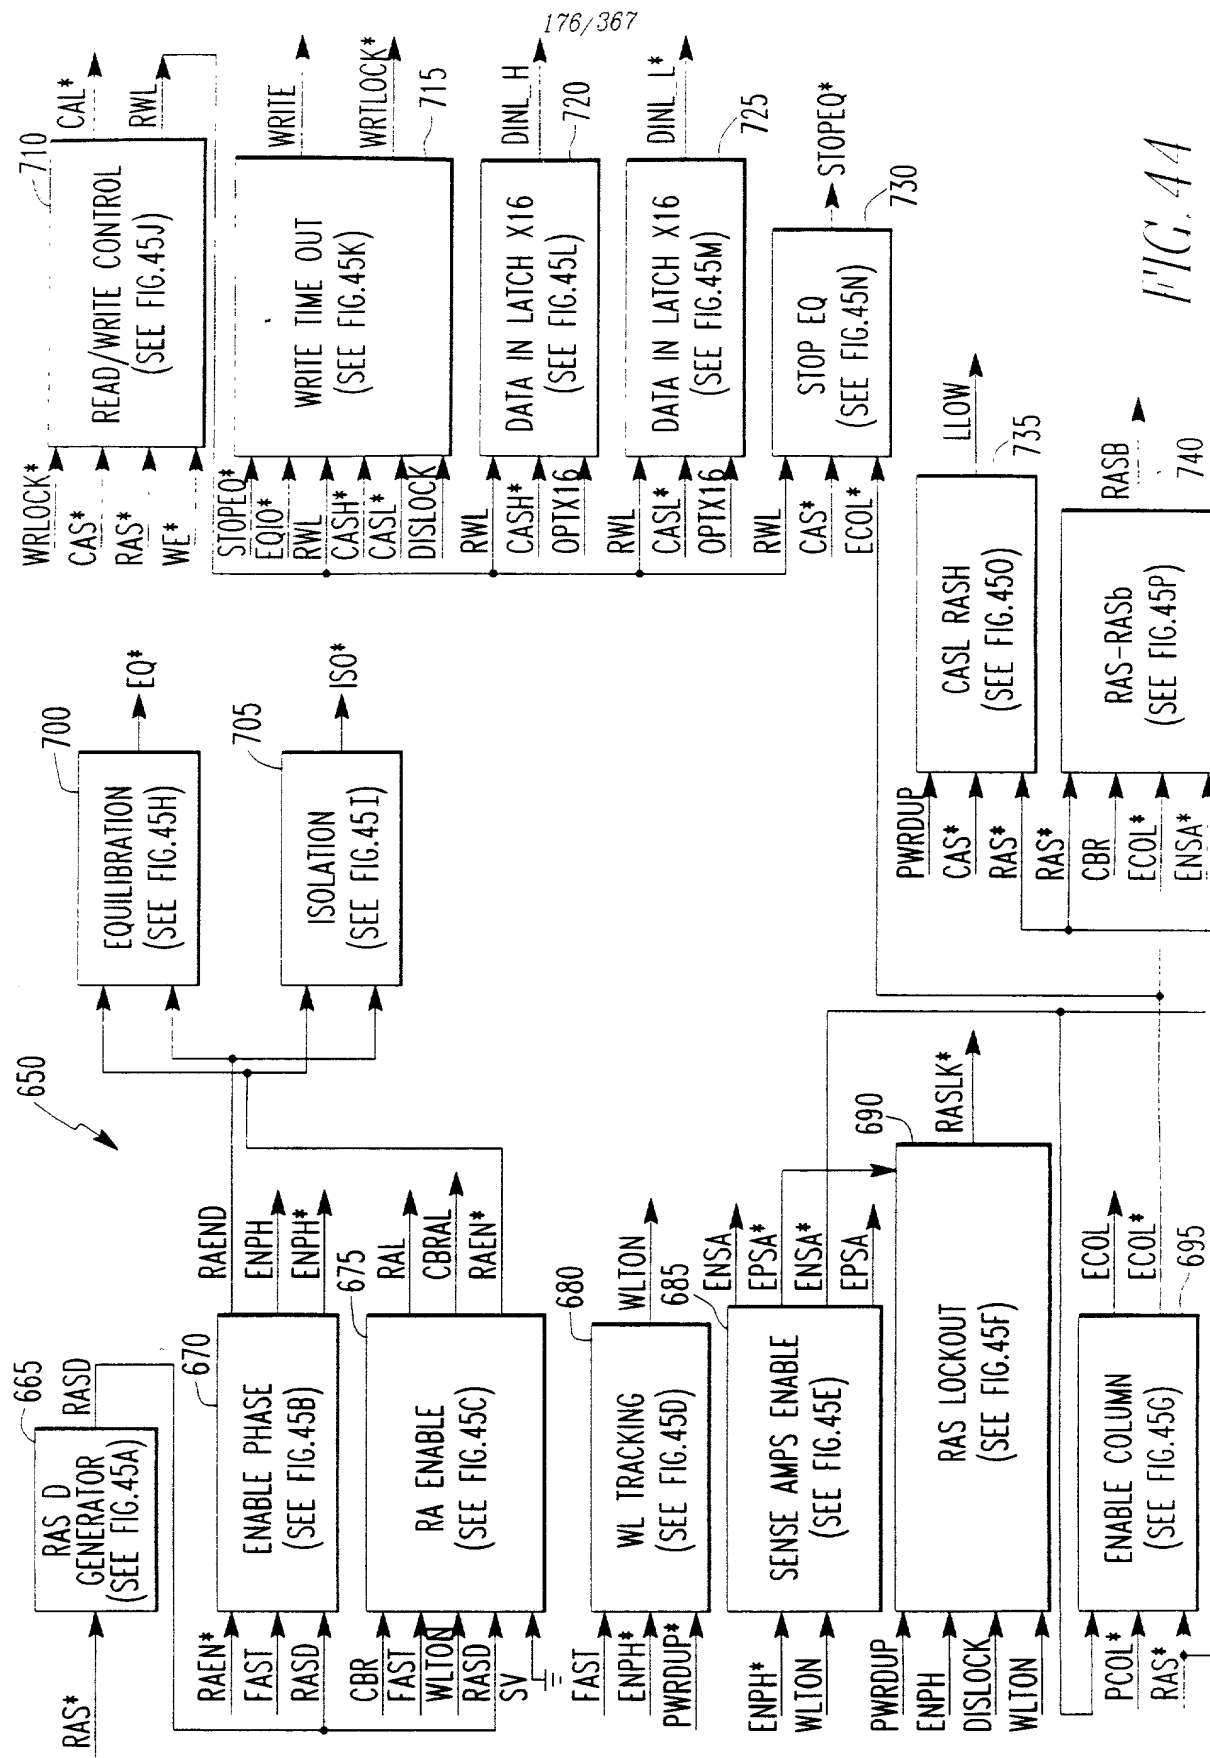 176/367
650
RAS*
RAS D
GENERATOR
(SEE FIG.45A)
665
RASD
RAEN*
FAST
RASD
ENABLE PHASE
(SEE FIG.45B)
670
RAEND
ENPH
ENPH*
CBR
FAST
WLTON
RASD
SV
RA ENABLE
(SEE FIG.45C)
675
RAL
CBRAL
RAEN*
FAST
ENPH*
PWRDUP*
WL TRACKING
(SEE FIG.45D)
680
WLTON
ENPH*
WLTON
SENSE AMPS ENABLE
(SEE FIG.45E)
685
ENSA
EPSA*
ENSA*
EPSA
PWRDUP
ENPH
DISLOCK
WLTON
RAS LOCKOUT
(SEE FIG.45F)
690
RASLK*
PCOL*
RAS*
ENABLE COLUMN
(SEE FIG.45G)
695
ECOL
ECOL*
EQUILIBRATION
(SEE FIG.45H)
700
EQ*
ISOLATION
(SEE FIG.45I)
705
ISO*
WRLOCK*
CAS*
RAS*
WE*
READ/WRITE CONTROL
(SEE FIG.45J)
710
CAL*
RWL
STOPEQ*
EQIO*
RWL
CASH*
CASL*
DISLOCK
WRITE TIME OUT
(SEE FIG.45K)
715
WRITE
WRTLOCK*
RWL
CASH*
OPTX16
DATA IN LATCH X16
(SEE FIG.45L)
720
DINL_H
RWL
CASL*
OPTX16
DATA IN LATCH X16
(SEE FIG.45M)
725
DINL_L*
RWL
CAS*
ECOL*
STOP EQ
(SEE FIG.45N)
730
STOPEQ*
PWRDUP
CAS*
RAS*
CASL RASH
(SEE FIG.45O)
735
LLOW
RAS*
CBR
ECOL*
ENSA*
RAS-RASb
(SEE FIG.45P)
740
RASB
FIG. 44